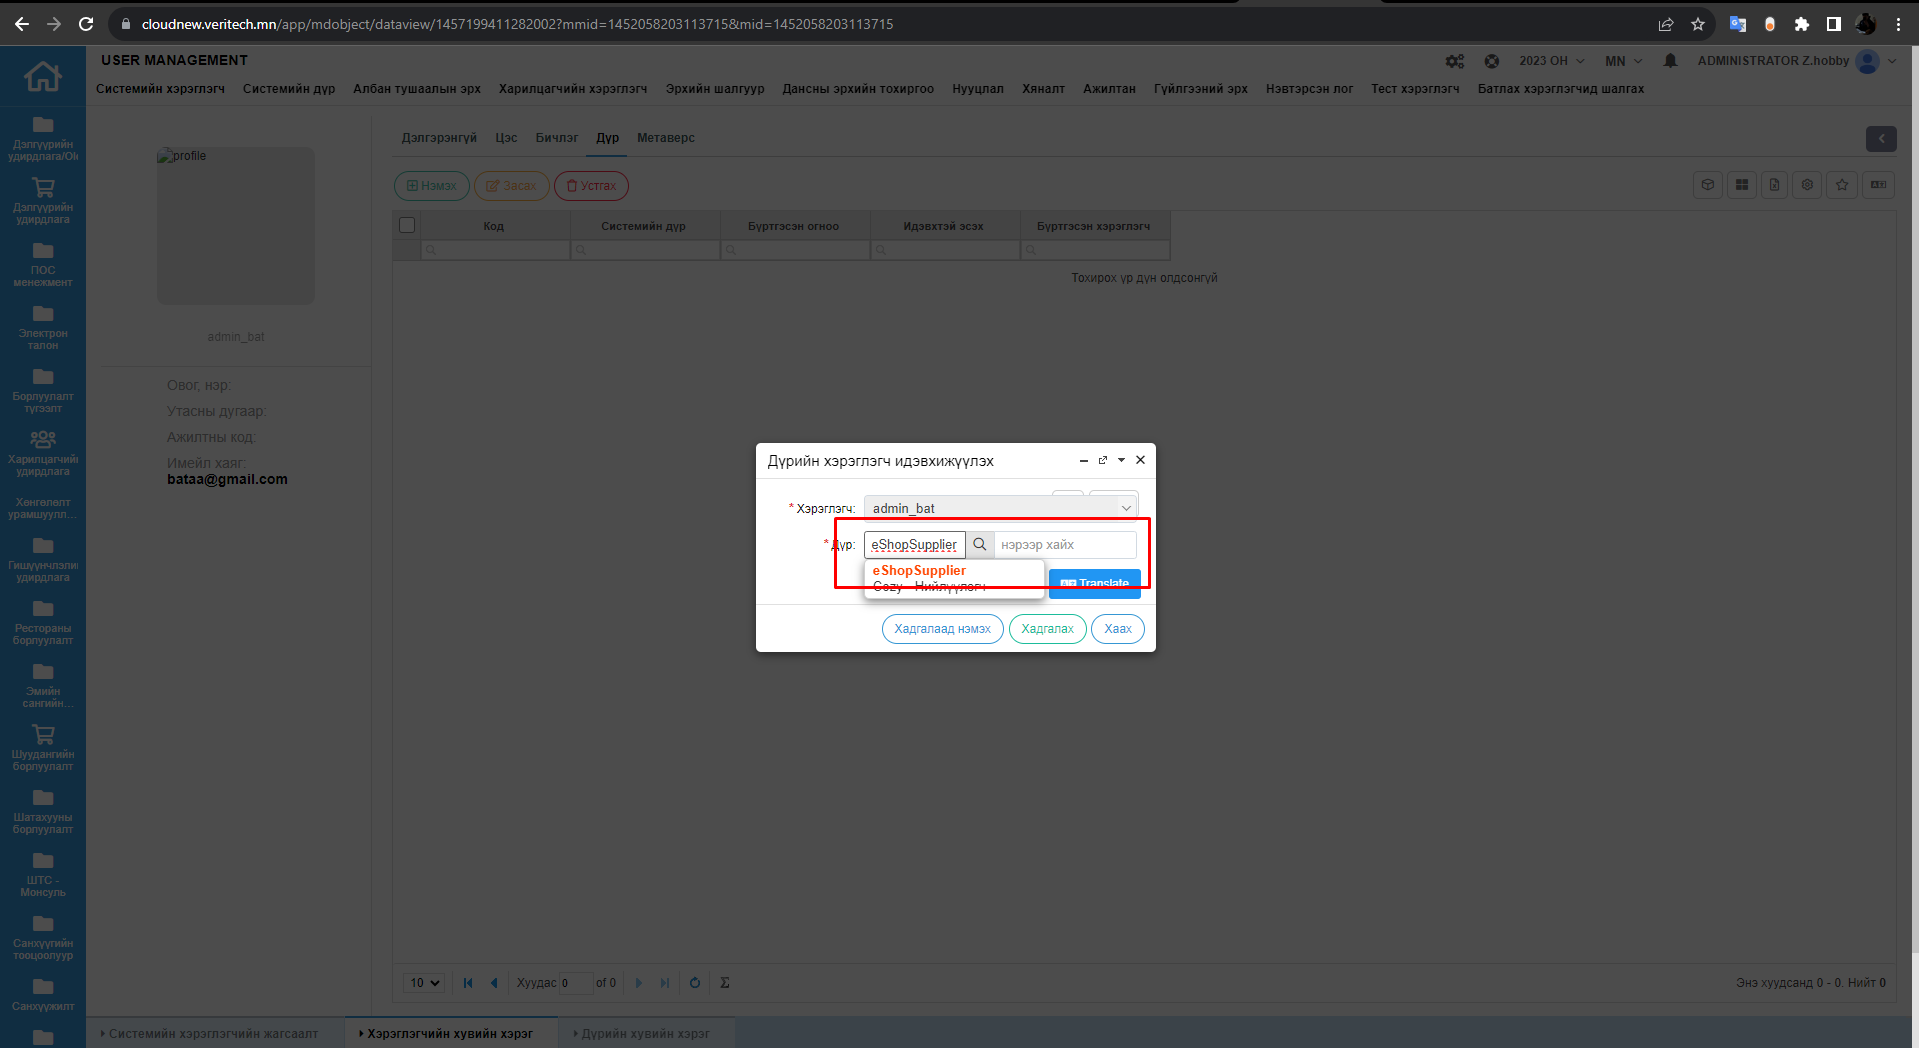 cloudnew.veritech.mn/app/mdobject/dataview/1457199411282002?mmid=1452058203113715&mid=1452058203113715
USER MANAGEMENT
2023 ОН
MN
ADMINISTRATOR Z.hobby
Системийн хэрэглэгч Системийн дүр Албан тушаалын эрх Харилцагчийн хэрэглэгч Эрхийн шалгуур Дансны эрхийн тохиргоо Нууцлал Хяналт Ажилтан Гүйлгээний эрх Нэвтэрсэн лог Тест хэрэглэгч Батлах хэрэглэгчид шалгах
Дэлгүүрийн
удирдлага/Ol
Дэлгүүрийн
удирдлага
ПОС
менежмент
Электрон
талон
Борлуулалт
түгээлт
Харилцагчийн
удирдлага
Хөнгөлөлт
урамшуулл...
Гишүүнчлэлийн
удирдлага
Рестораны
борлуулалт
Эмийн
сангийн...
Шуудангийн
борлуулалт
Шатахууны
борлуулалт
ШТС -
Монсуль
Санхүүгийн
тооцоолуур
Санхүүжилт
profile
admin_bat
Овог, нэр:
Утасны дугаар:
Ажилтны код:
Имейл хаяг:
bataa@gmail.com
Дэлгэрэнгүй Цэс Бичлэг Дүр Метаверс
Нэмэх Засах Устгах
Код Системийн дүр Бүртгэсэн огноо Идэвхтэй эсэх Бүртгэсэн хэрэглэгч
Тохирох үр дүн олдсонгүй
Дүрийн хэрэглэгч идэвхижүүлэх
* Хэрэглэгч: admin_bat
* Дүр: eShopSupplier нэрээр хайх
eShopSupplier
Cozy - Нийлүүлэгч
Translate
Хадгалаад нэмэх Хадгалах Хаах
10 Хуудас 0 of 0
Энэ хуудсанд 0 - 0. Нийт 0
Системийн хэрэглэгчийн жагсаалт Хэрэглэгчийн хувийн хэрэг Дүрийн хувийн хэрэг